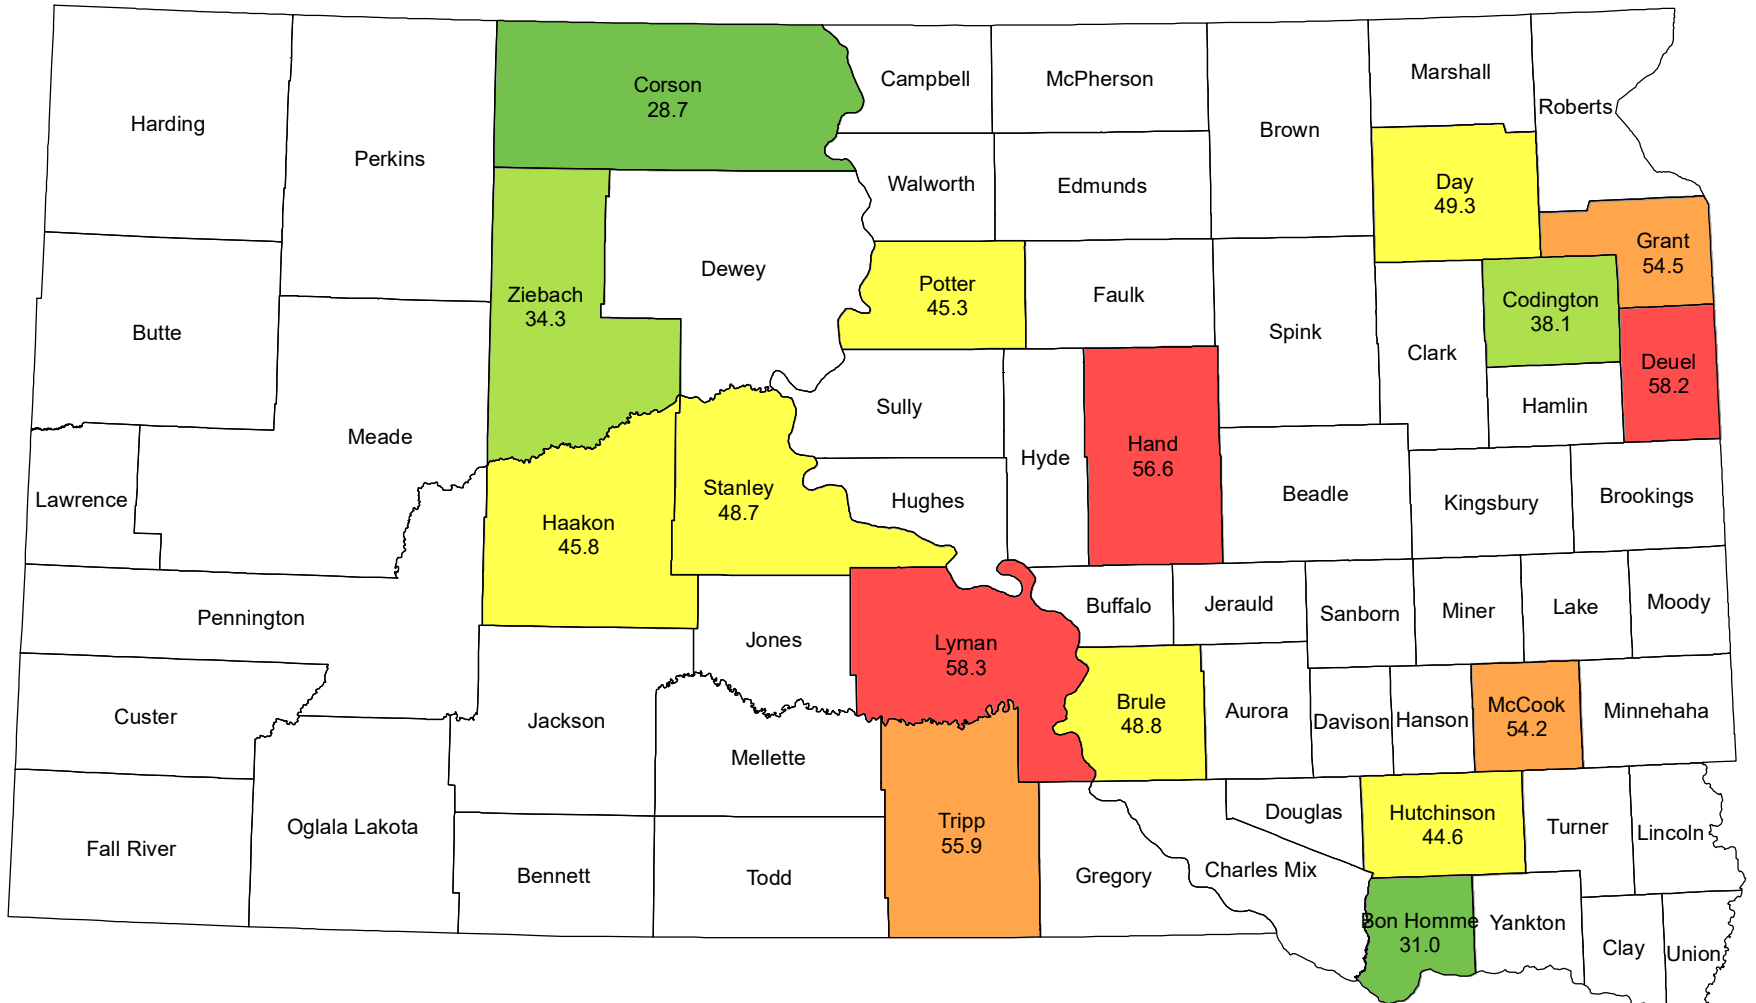 Harding
Perkins
Corson
28.7
Campbell
McPherson
Brown
Marshall
Roberts
Walworth
Edmunds
Day
49.3
Butte
Ziebach
34.3
Dewey
Potter
45.3
Faulk
Spink
Clark
Grant
54.5
Codington
38.1
Deuel
58.2
Hamlin
Meade
Sully
Hyde
Hand
56.6
Lawrence
Haakon
45.8
Stanley
48.7
Hughes
Beadle
Kingsbury
Brookings
Pennington
Jones
Lyman
58.3
Buffalo
Jerauld
Sanborn
Miner
Lake
Moody
Custer
Jackson
Mellette
Brule
48.8
Aurora
Davison
Hanson
McCook
54.2
Minnehaha
Fall River
Oglala Lakota
Bennett
Todd
Tripp
55.9
Gregory
Charles Mix
Douglas
Hutchinson
44.6
Turner
Lincoln
Bon Homme
31.0
Yankton
Clay
Union